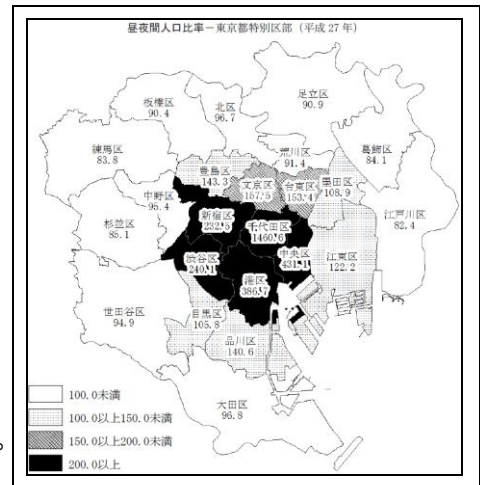 昼夜間人口比率－東京都特別区部（平成27年）
足立区
90.9
板橋区
90.4
北区
96.7
練馬区
83.8
荒川区
91.4
葛飾区
84.1
豊島区
143.3
文京区
157.5
台東区
153.4
墨田区
108.9
中野区
95.4
杉並区
85.1
新宿区
232.5
千代田区
1460.6
江戸川区
82.4
渋谷区
240.1
中央区
431.1
江東区
122.2
港区
386.7
世田谷区
94.9
目黒区
105.8
品川区
140.6
大田区
96.8
100.0未満
100.0以上150.0未満
150.0以上200.0未満
200.0以上
。